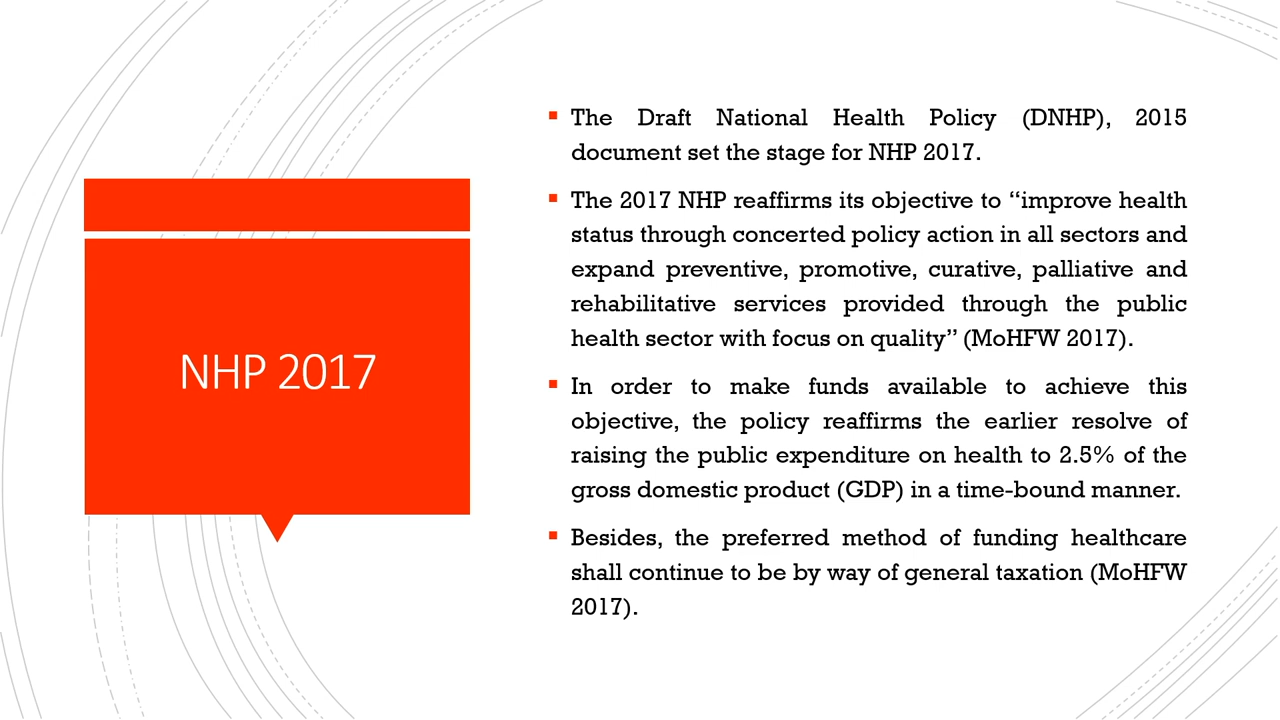 NHP 2017
The Draft National Health Policy (DNHP), 2015
document set the stage for NHP 2017.
The 2017 NHP reaffirms its objective to “improve health
status through concerted policy action in all sectors and
expand preventive, promotive, curative, palliative and
rehabilitative services provided through the public
health sector with focus on quality” (MoHFW 2017).
In order to make funds available to achieve this
objective, the policy reaffirms the earlier resolve of
raising the public expenditure on health to 2.5% of the
gross domestic product (GDP) in a time-bound manner.
Besides, the preferred method of funding healthcare
shall continue to be by way of general taxation (MoHFW
2017).